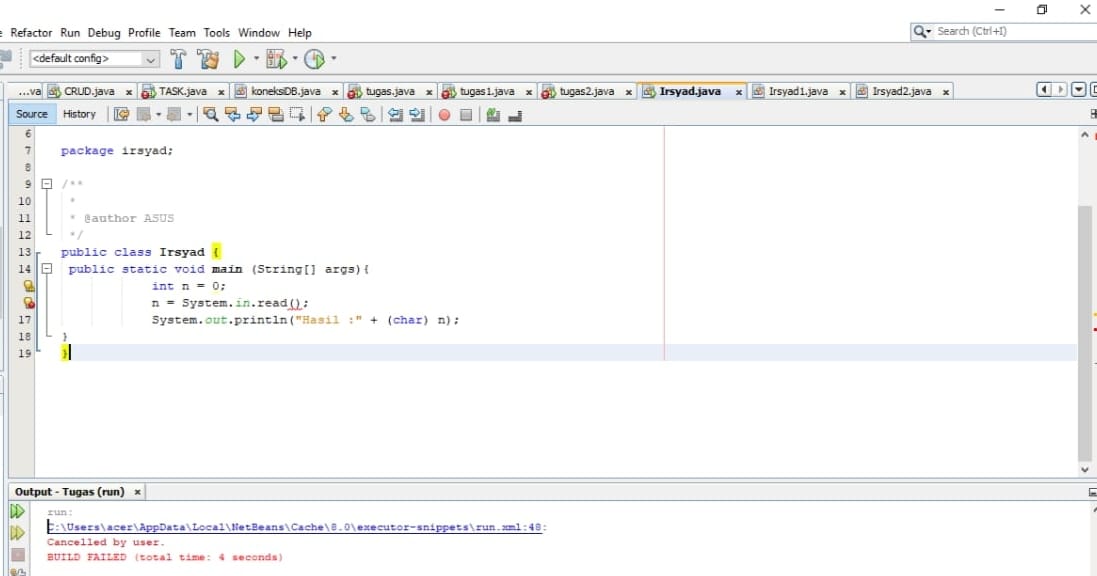 Refactor Run Debug Profile Team Tools Window Help
Search (Ctrl+I)
<default config>
...va CRUD.java TASK.java koneksiDB.java tugas.java tugas1.java tugas2.java Irsyad.java Irsyad1.java Irsyad2.java
Source History
6
7 package irsyad;
8
9 /**
10 *
11 * @author ASUS
12 */
13 public class Irsyad {
14 public static void main (String[] args){
int n = 0;
n = System.in.read();
17 System.out.println("Hasil :" + (char) n);
18 }
19 }
Output - Tugas (run)
run:
C:\Users\acer\AppData\Local\NetBeans\Cache\8.0\executor-snippets\run.xml:48:
Cancelled by user.
BUILD FAILED (total time: 4 seconds)